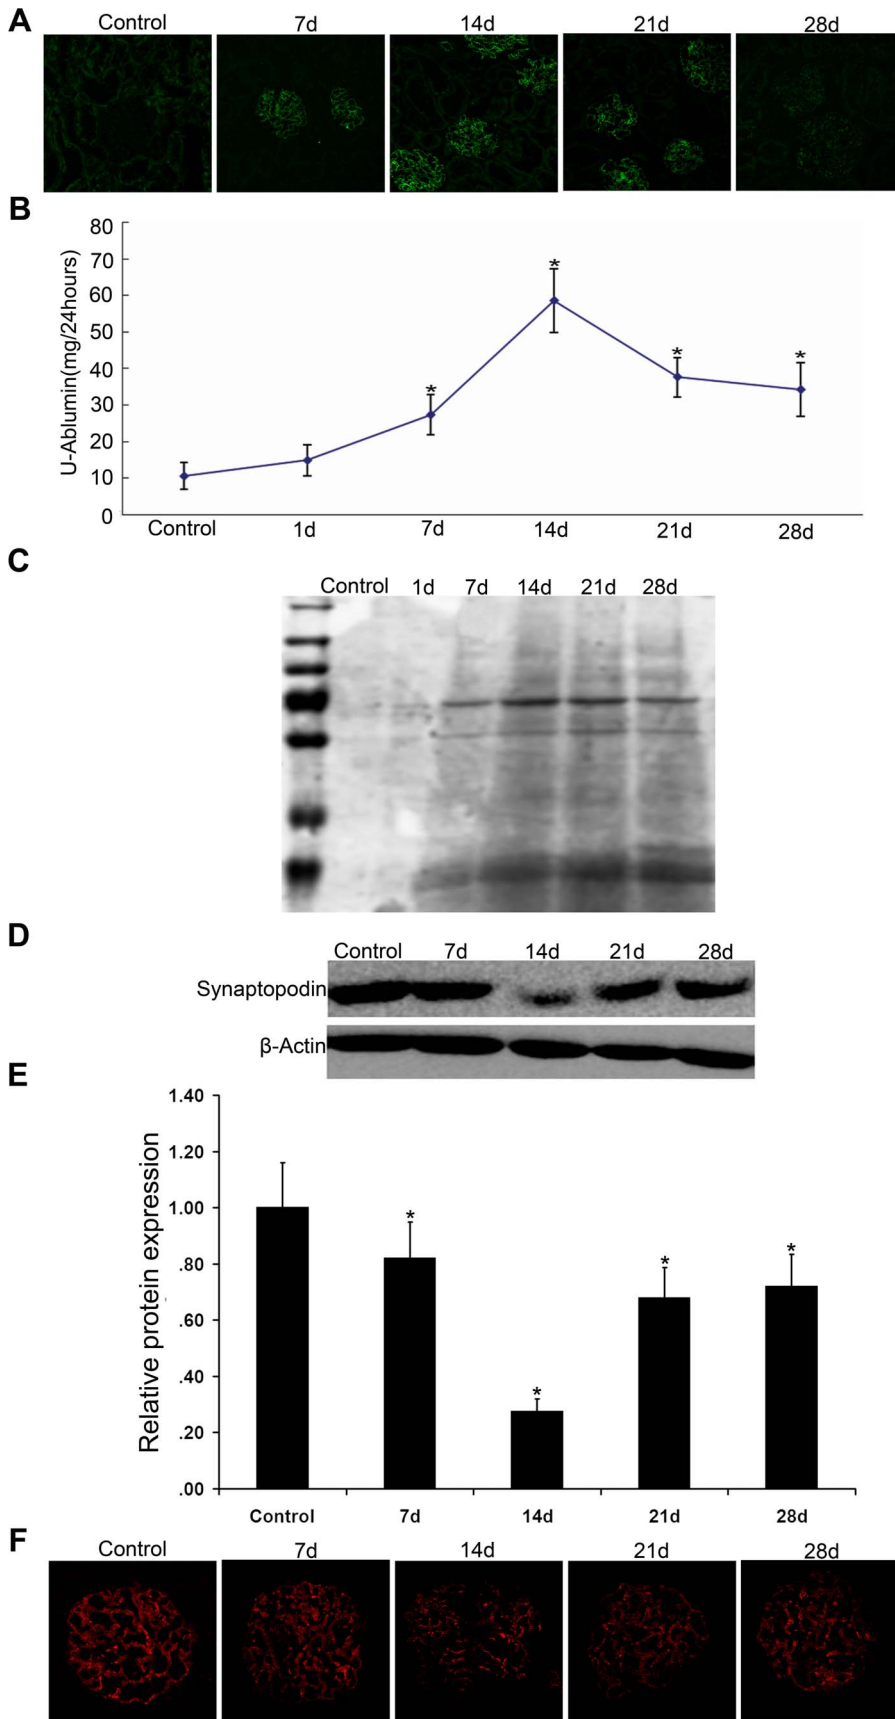 A
Control 7d 14d 21d 28d
B
80
70
60
50
40
30
20
10
0
U-Ablumin(mg/24hours)
*
*
*
*
Control 1d 7d 14d 21d 28d
C
Control 1d 7d 14d 21d 28d
D
Control 7d 14d 21d 28d
Synaptopodin
β-Actin
E
1.40
1.20
1.00
.80
.60
.40
.20
.00
Relative protein expression
*
*
*
*
Control 7d 14d 21d 28d
F
Control 7d 14d 21d 28d